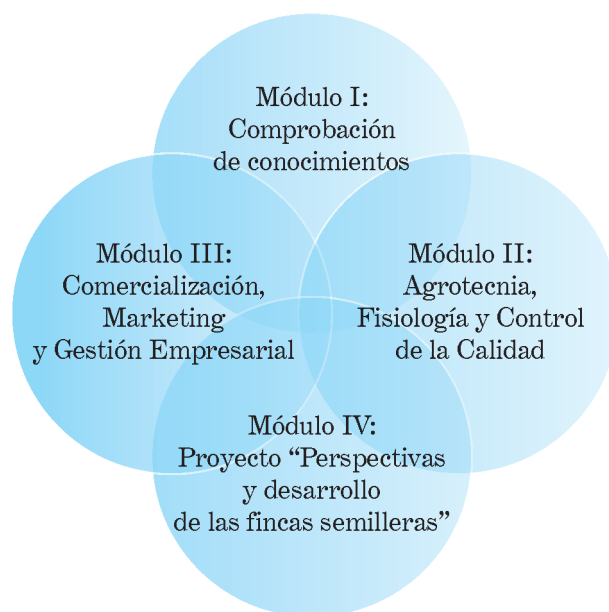 Módulo I:
Comprobación
de conocimientos
Módulo III:
Comercialización,
Marketing
y Gestión Empresarial
Módulo II:
Agrotecnia,
Fisiología y Control
de la Calidad
Módulo IV:
Proyecto “Perspectivas
y desarrollo
de las fincas semilleras”